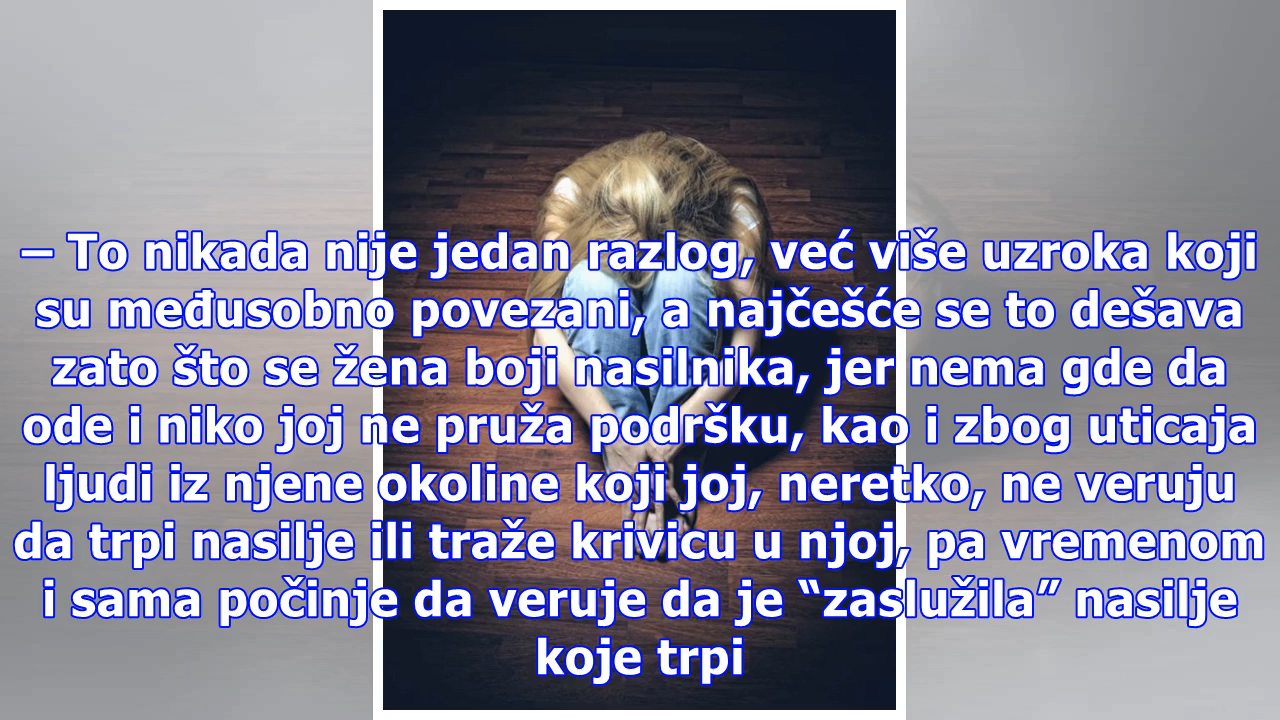 – To nikada nije jedan razlog, već više uzroka koji
su međusobno povezani, a najčešće se to dešava
zato što se žena boji nasilnika, jer nema gde da
ode i niko joj ne pruža podršku, kao i zbog uticaja
ljudi iz njene okoline koji joj, neretko, ne veruju
da trpi nasilje ili traže krivicu u njoj, pa vremenom
i sama počinje da veruje da je “zaslužila” nasilje
koje trpi